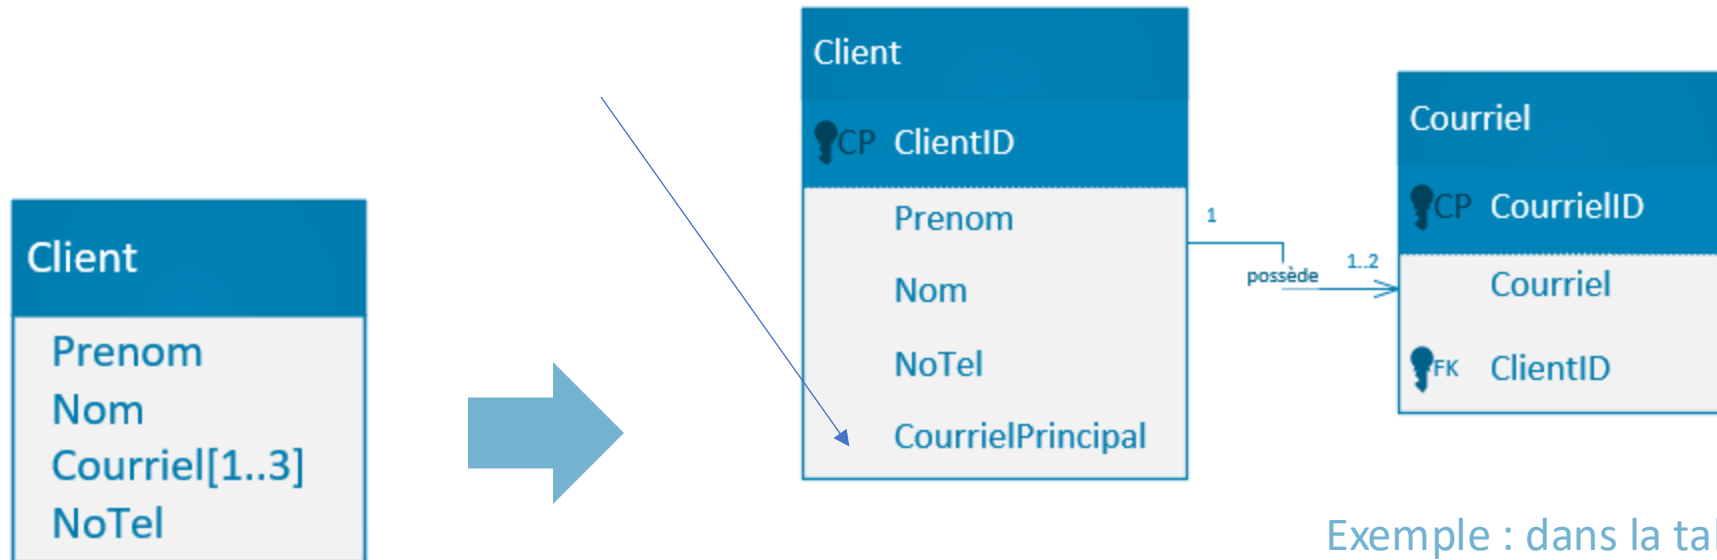 Client
Prenom
Nom
Courriel[1..3]
NoTel
Client
CP ClientID
Prenom
Nom
NoTel
CourrielPrincipal
1
possède
1..2
Courriel
CP CourrielID
Courriel
FK ClientID
Exemple : dans la